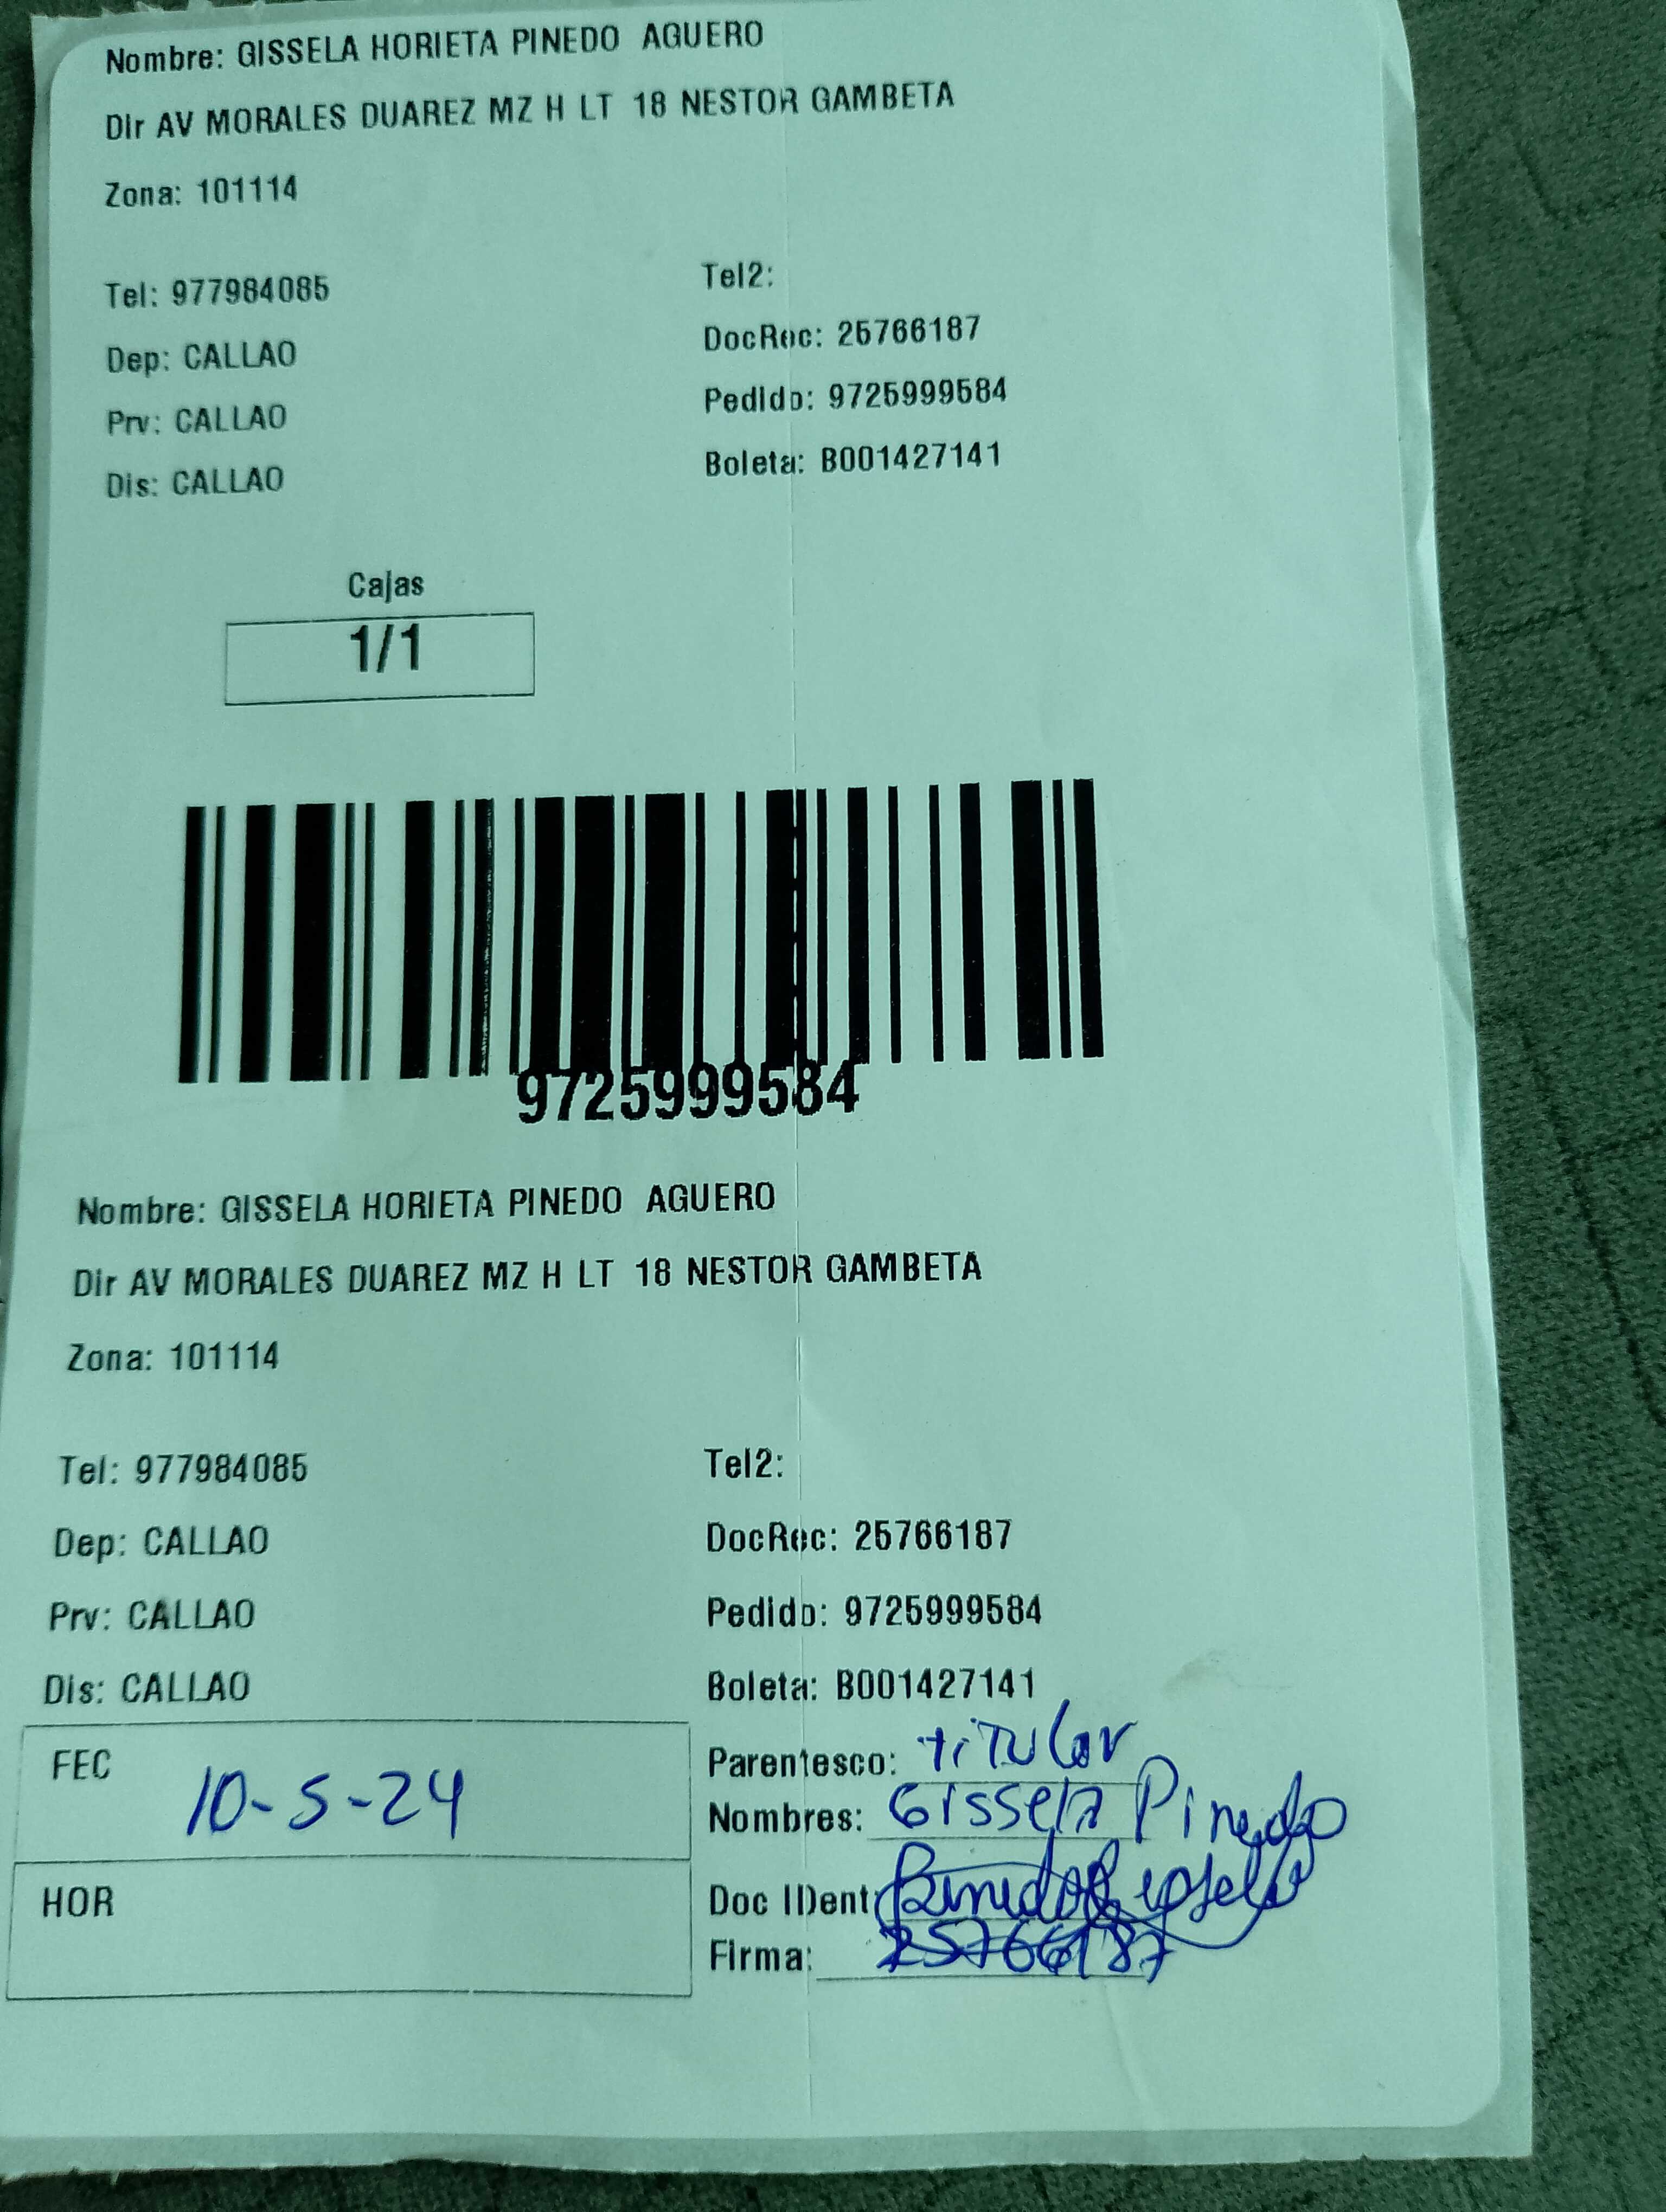 Nombre: GISSELA HORIETA PINEDO AGUERO
Dir AV MORALES DUAREZ MZ H LT 18 NESTOR GAMBETA
Zona: 101114
Tel: 977984085
Tel2:
Dep: CALLAO
DocRec: 25766187
Prv: CALLAO
Pedido: 9725999584
Dis: CALLAO
Boleta: B001427141
Cajas
1/1
9725999584
Nombre: GISSELA HORIETA PINEDO AGUERO
Dir AV MORALES DUAREZ MZ H LT 18 NESTOR GAMBETA
Zona: 101114
Tel: 977984085
Tel2:
Dep: CALLAO
DocRec: 25766187
Prv: CALLAO
Pedido: 9725999584
Dis: CALLAO
Boleta: B001427141
FEC 10-5-24
Parentesco: titular
Nombres: Gissela Pinedo
HOR
Doc IDent:
Firma: 25766187